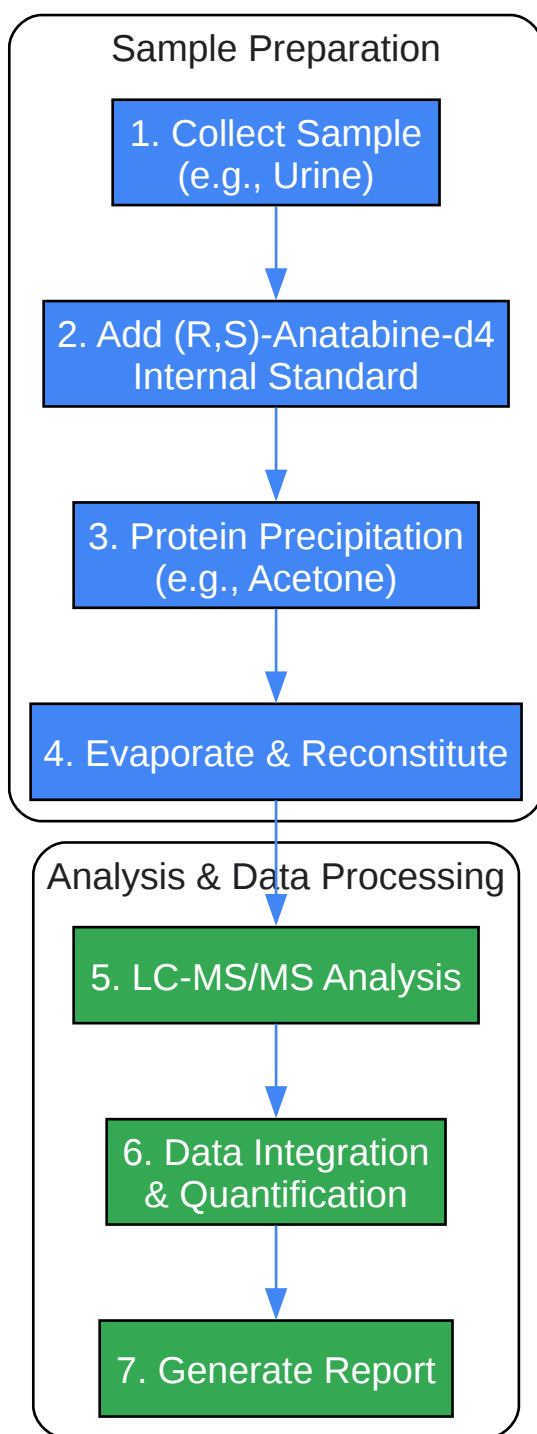 Sample Preparation
1. Collect Sample
(e.g., Urine)
2. Add (R,S)-Anatabine-d4
Internal Standard
3. Protein Precipitation
(e.g., Acetone)
4. Evaporate & Reconstitute
Analysis & Data Processing
5. LC-MS/MS Analysis
6. Data Integration
& Quantification
7. Generate Report